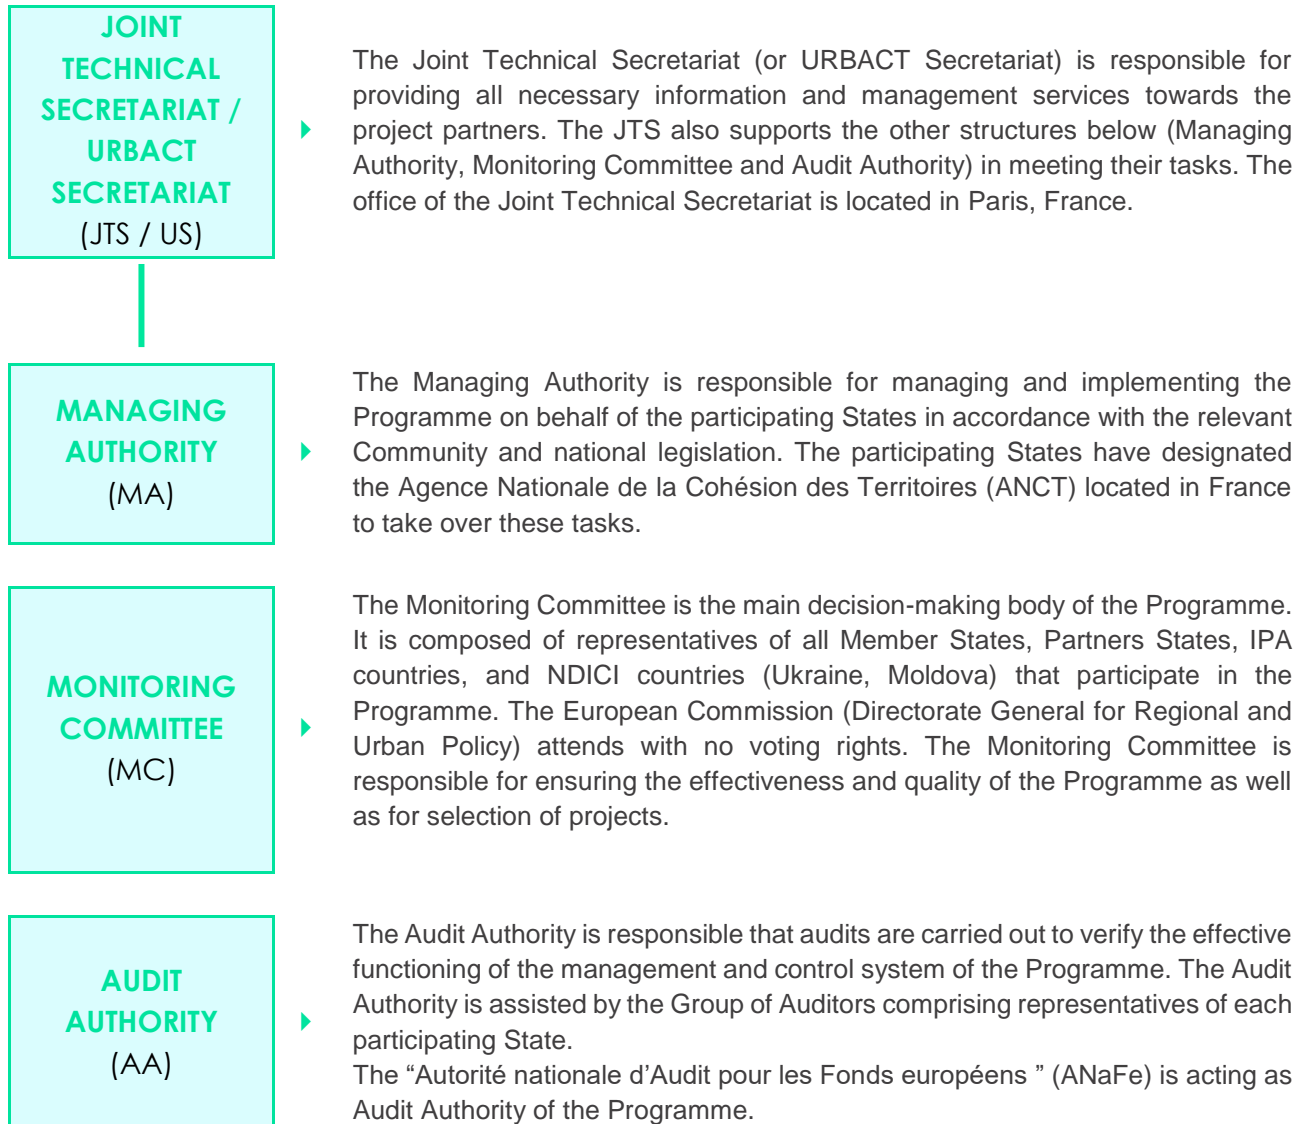 JOINT
TECHNICAL
SECRETARIAT /
URBACT
SECRETARIAT
(JTS / US)
The Joint Technical Secretariat (or URBACT Secretariat) is responsible for
providing all necessary information and management services towards the
project partners. The JTS also supports the other structures below (Managing
Authority, Monitoring Committee and Audit Authority) in meeting their tasks. The
office of the Joint Technical Secretariat is located in Paris, France.
MANAGING
AUTHORITY
(MA)
The Managing Authority is responsible for managing and implementing the
Programme on behalf of the participating States in accordance with the relevant
Community and national legislation. The participating States have designated
the Agence Nationale de la Cohésion des Territoires (ANCT) located in France
to take over these tasks.
MONITORING
COMMITTEE
(MC)
The Monitoring Committee is the main decision-making body of the Programme.
It is composed of representatives of all Member States, Partners States, IPA
countries, and NDICI countries (Ukraine, Moldova) that participate in the
Programme. The European Commission (Directorate General for Regional and
Urban Policy) attends with no voting rights. The Monitoring Committee is
responsible for ensuring the effectiveness and quality of the Programme as well
as for selection of projects.
AUDIT
AUTHORITY
(AA)
The Audit Authority is responsible that audits are carried out to verify the effective
functioning of the management and control system of the Programme. The Audit
Authority is assisted by the Group of Auditors comprising representatives of each
participating State.
The “Autorité nationale d'Audit pour les Fonds européens ” (ANaFe) is acting as
Audit Authority of the Programme.